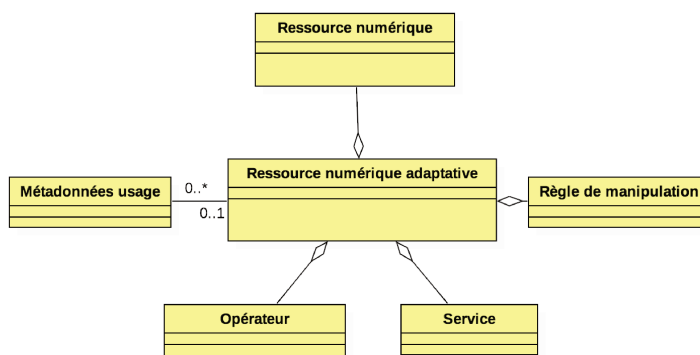 Ressource numérique
Ressource numérique adaptative
Métadonnées usage
0..*
0..1
Règle de manipulation
Opérateur
Service